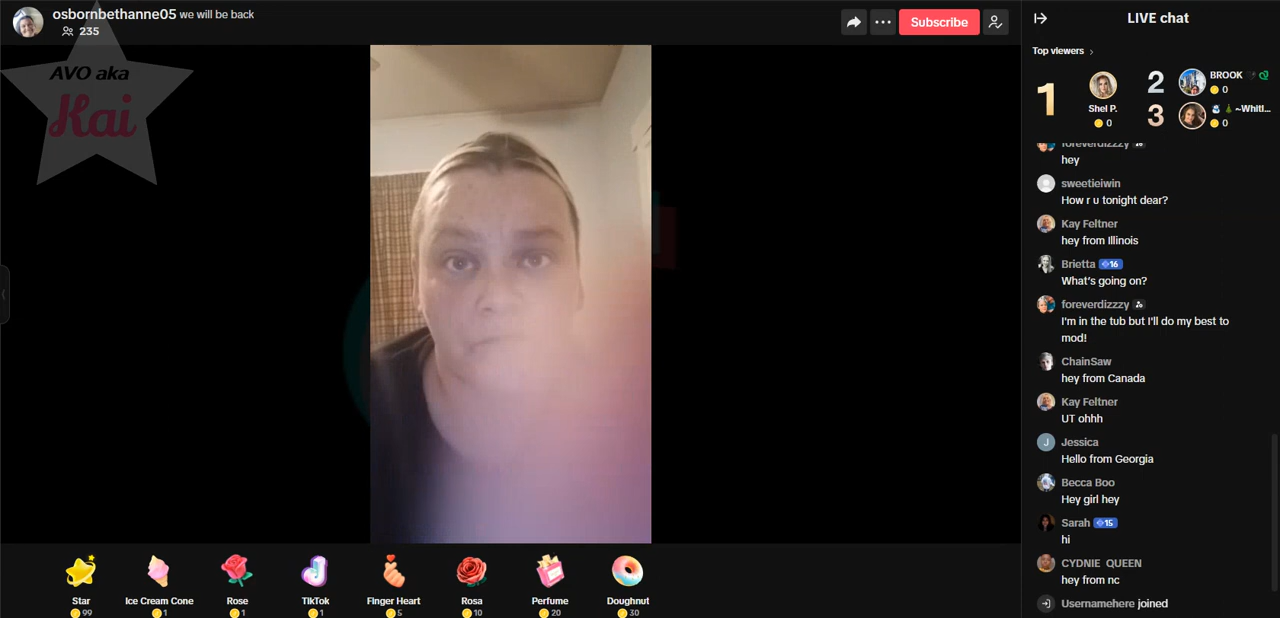 osbornbethanne05 we will be back
235
Subscribe
AVO aka
Kai
LIVE chat
Top viewers
1
Shel P.
0
2
BROOK
0
3
~Whitl...
0
foreverdizzzy
hey
sweetieiwin
How r u tonight dear?
Kay Feltner
hey from Illinois
Brietta 16
What's going on?
foreverdizzzy
I'm in the tub but I'll do my best to
mod!
ChainSaw
hey from Canada
Kay Feltner
UT ohhh
J Jessica
Hello from Georgia
Becca Boo
Hey girl hey
Sarah 15
hi
CYDNIE QUEEN
hey from nc
Usernamehere joined
Star
99
Ice Cream Cone
1
Rose
1
TikTok
1
Finger Heart
5
Rosa
10
Perfume
20
Doughnut
30